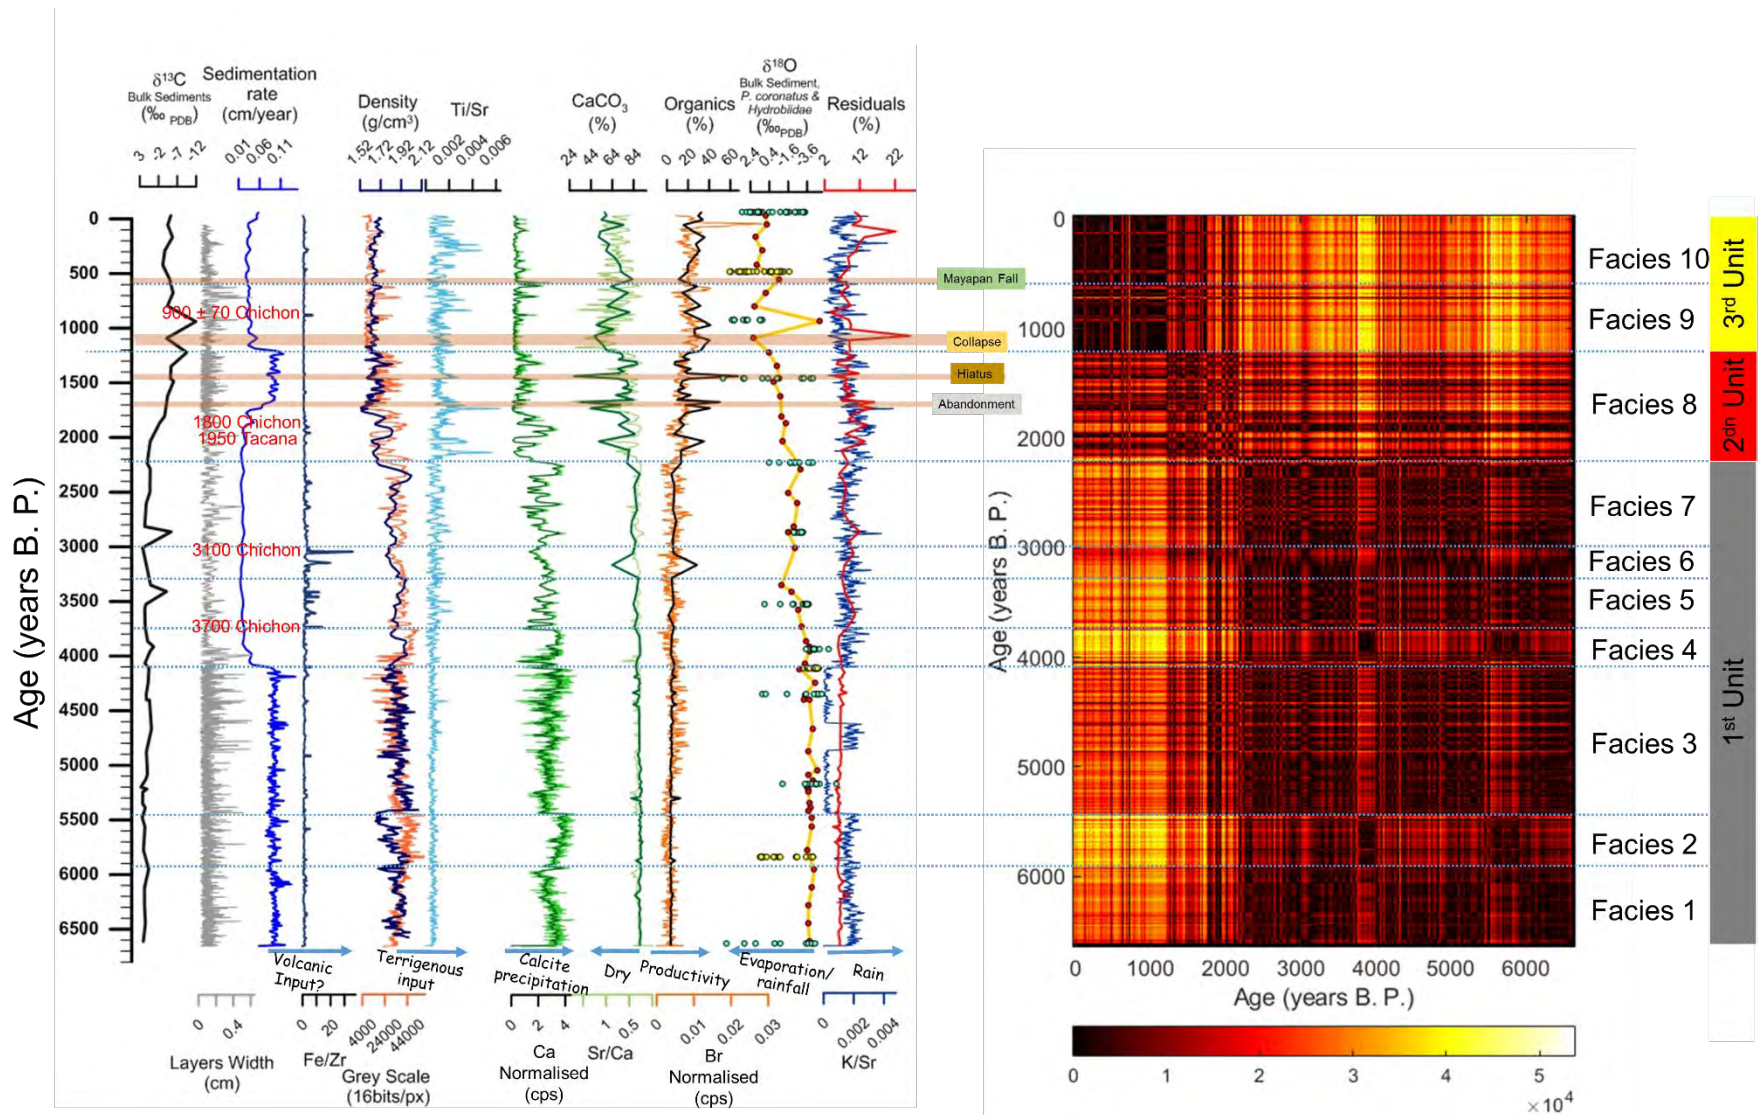 δ13C
Bulk Sediments
(‰ PDB)
3 -2 -7 -12
Sedimentation
rate
(cm/year)
0.01 0.06 0.11
Density
(g/cm3)
1.52 1.72 1.92 2.12
Ti/Sr
0.002 0.004 0.006
CaCO3
(%)
24 44 64 84
Organics
(%)
0 20 40 60
δ18O
Bulk Sediment,
P. coronatus &
Hydrobiidae
(‰PDB)
2.4 0.4 -1.6 -3.6
Residuals
(%)
2 12 22
Age (years B. P.)
0
500
1000
1500
2000
2500
3000
3500
4000
4500
5000
5500
6000
6500
900 ± 70 Chichon
1800 Chichon
1950 Tacana
3100 Chichon
3700 Chichon
Mayapan Fall
Collapse
Hiatus
Abandonment
Volcanic
Input?
Terrigenous
input
Calcite
precipitation
Dry
Productivity
Evaporation/
rainfall
Rain
0 0.4
Layers Width
(cm)
0 20
Fe/Zr
4000 24000 44000
Grey Scale
(16bits/px)
0 2 4
Ca
Normalised
(cps)
1 0.5
Sr/Ca
0 0.01 0.02 0.03
Br
Normalised
(cps)
0 0.002 0.004
K/Sr
Age (years B. P.)
0
1000
2000
3000
4000
5000
6000
0 1000 2000 3000 4000 5000 6000
Age (years B. P.)
0 1 2 3 4 5
×104
Facies 10
Facies 9
Facies 8
Facies 7
Facies 6
Facies 5
Facies 4
Facies 3
Facies 2
Facies 1
3rd Unit
2dn Unit
1st Unit